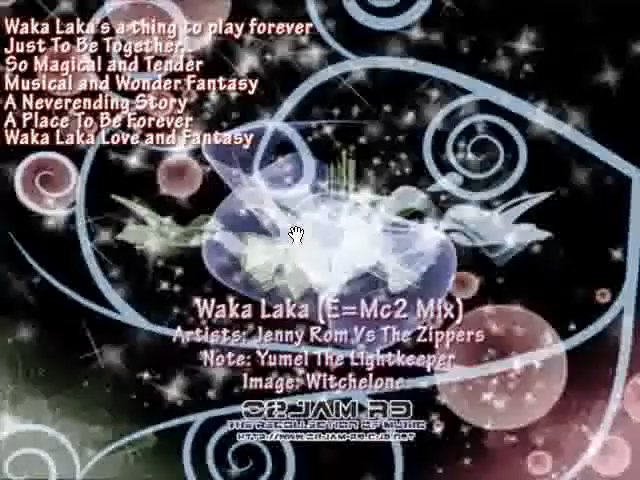 Waka Laka's a thing to play forever
Just To Be Together..
So Magical and Tender
Musical and Wonder Fantasy
A Neverending Story
A Place To Be Forever
Waka Laka Love and Fantasy
Waka Laka (E=Mc2 Mix)
Artists: Jenny Rom Vs The Zippers
Note: Yumei The Lightkeeper
Image: Witchelone
O2JAM RD
THE RECOLLECTION OF MUSIC